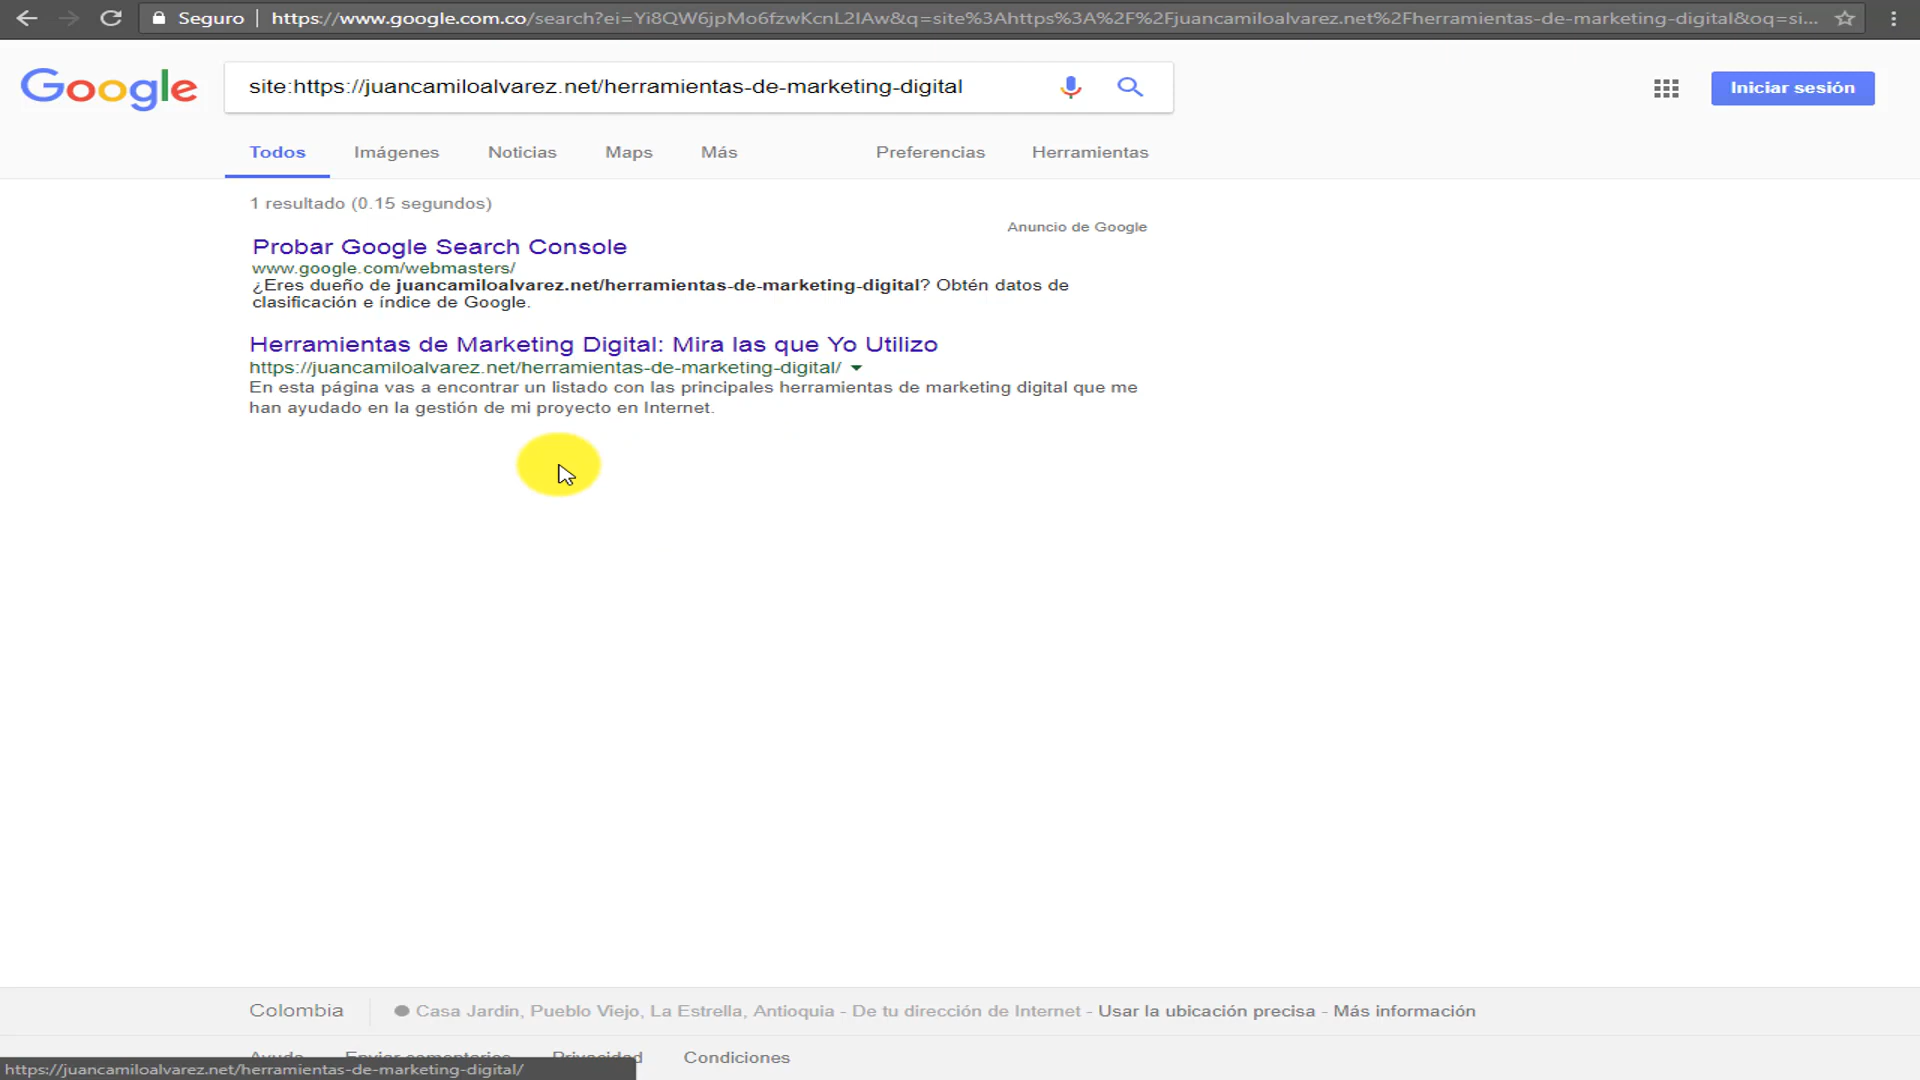 Seguro | https://www.google.com.co/search?ei=Yi8QW6jpMo6fzwKcnL2IAw&q=site%3Ahttps%3A%2F%2Fjuancamiloalvarez.net%2Fherramientas-de-marketing-digital&oq=si...
Google
site:https://juancamiloalvarez.net/herramientas-de-marketing-digital
Iniciar sesión
Todos Imágenes Noticias Maps Más Preferencias Herramientas
1 resultado (0.15 segundos)
Anuncio de Google
Probar Google Search Console
www.google.com/webmasters/
¿Eres dueño de juancamiloalvarez.net/herramientas-de-marketing-digital? Obtén datos de
clasificación e índice de Google.
Herramientas de Marketing Digital: Mira las que Yo Utilizo
https://juancamiloalvarez.net/herramientas-de-marketing-digital/
En esta página vas a encontrar un listado con las principales herramientas de marketing digital que me
han ayudado en la gestión de mi proyecto en Internet.
Colombia
Casa Jardin, Pueblo Viejo, La Estrella, Antioquia - De tu dirección de Internet - Usar la ubicación precisa - Más información
Ayuda Enviar comentarios Privacidad Condiciones
https://juancamiloalvarez.net/herramientas-de-marketing-digital/